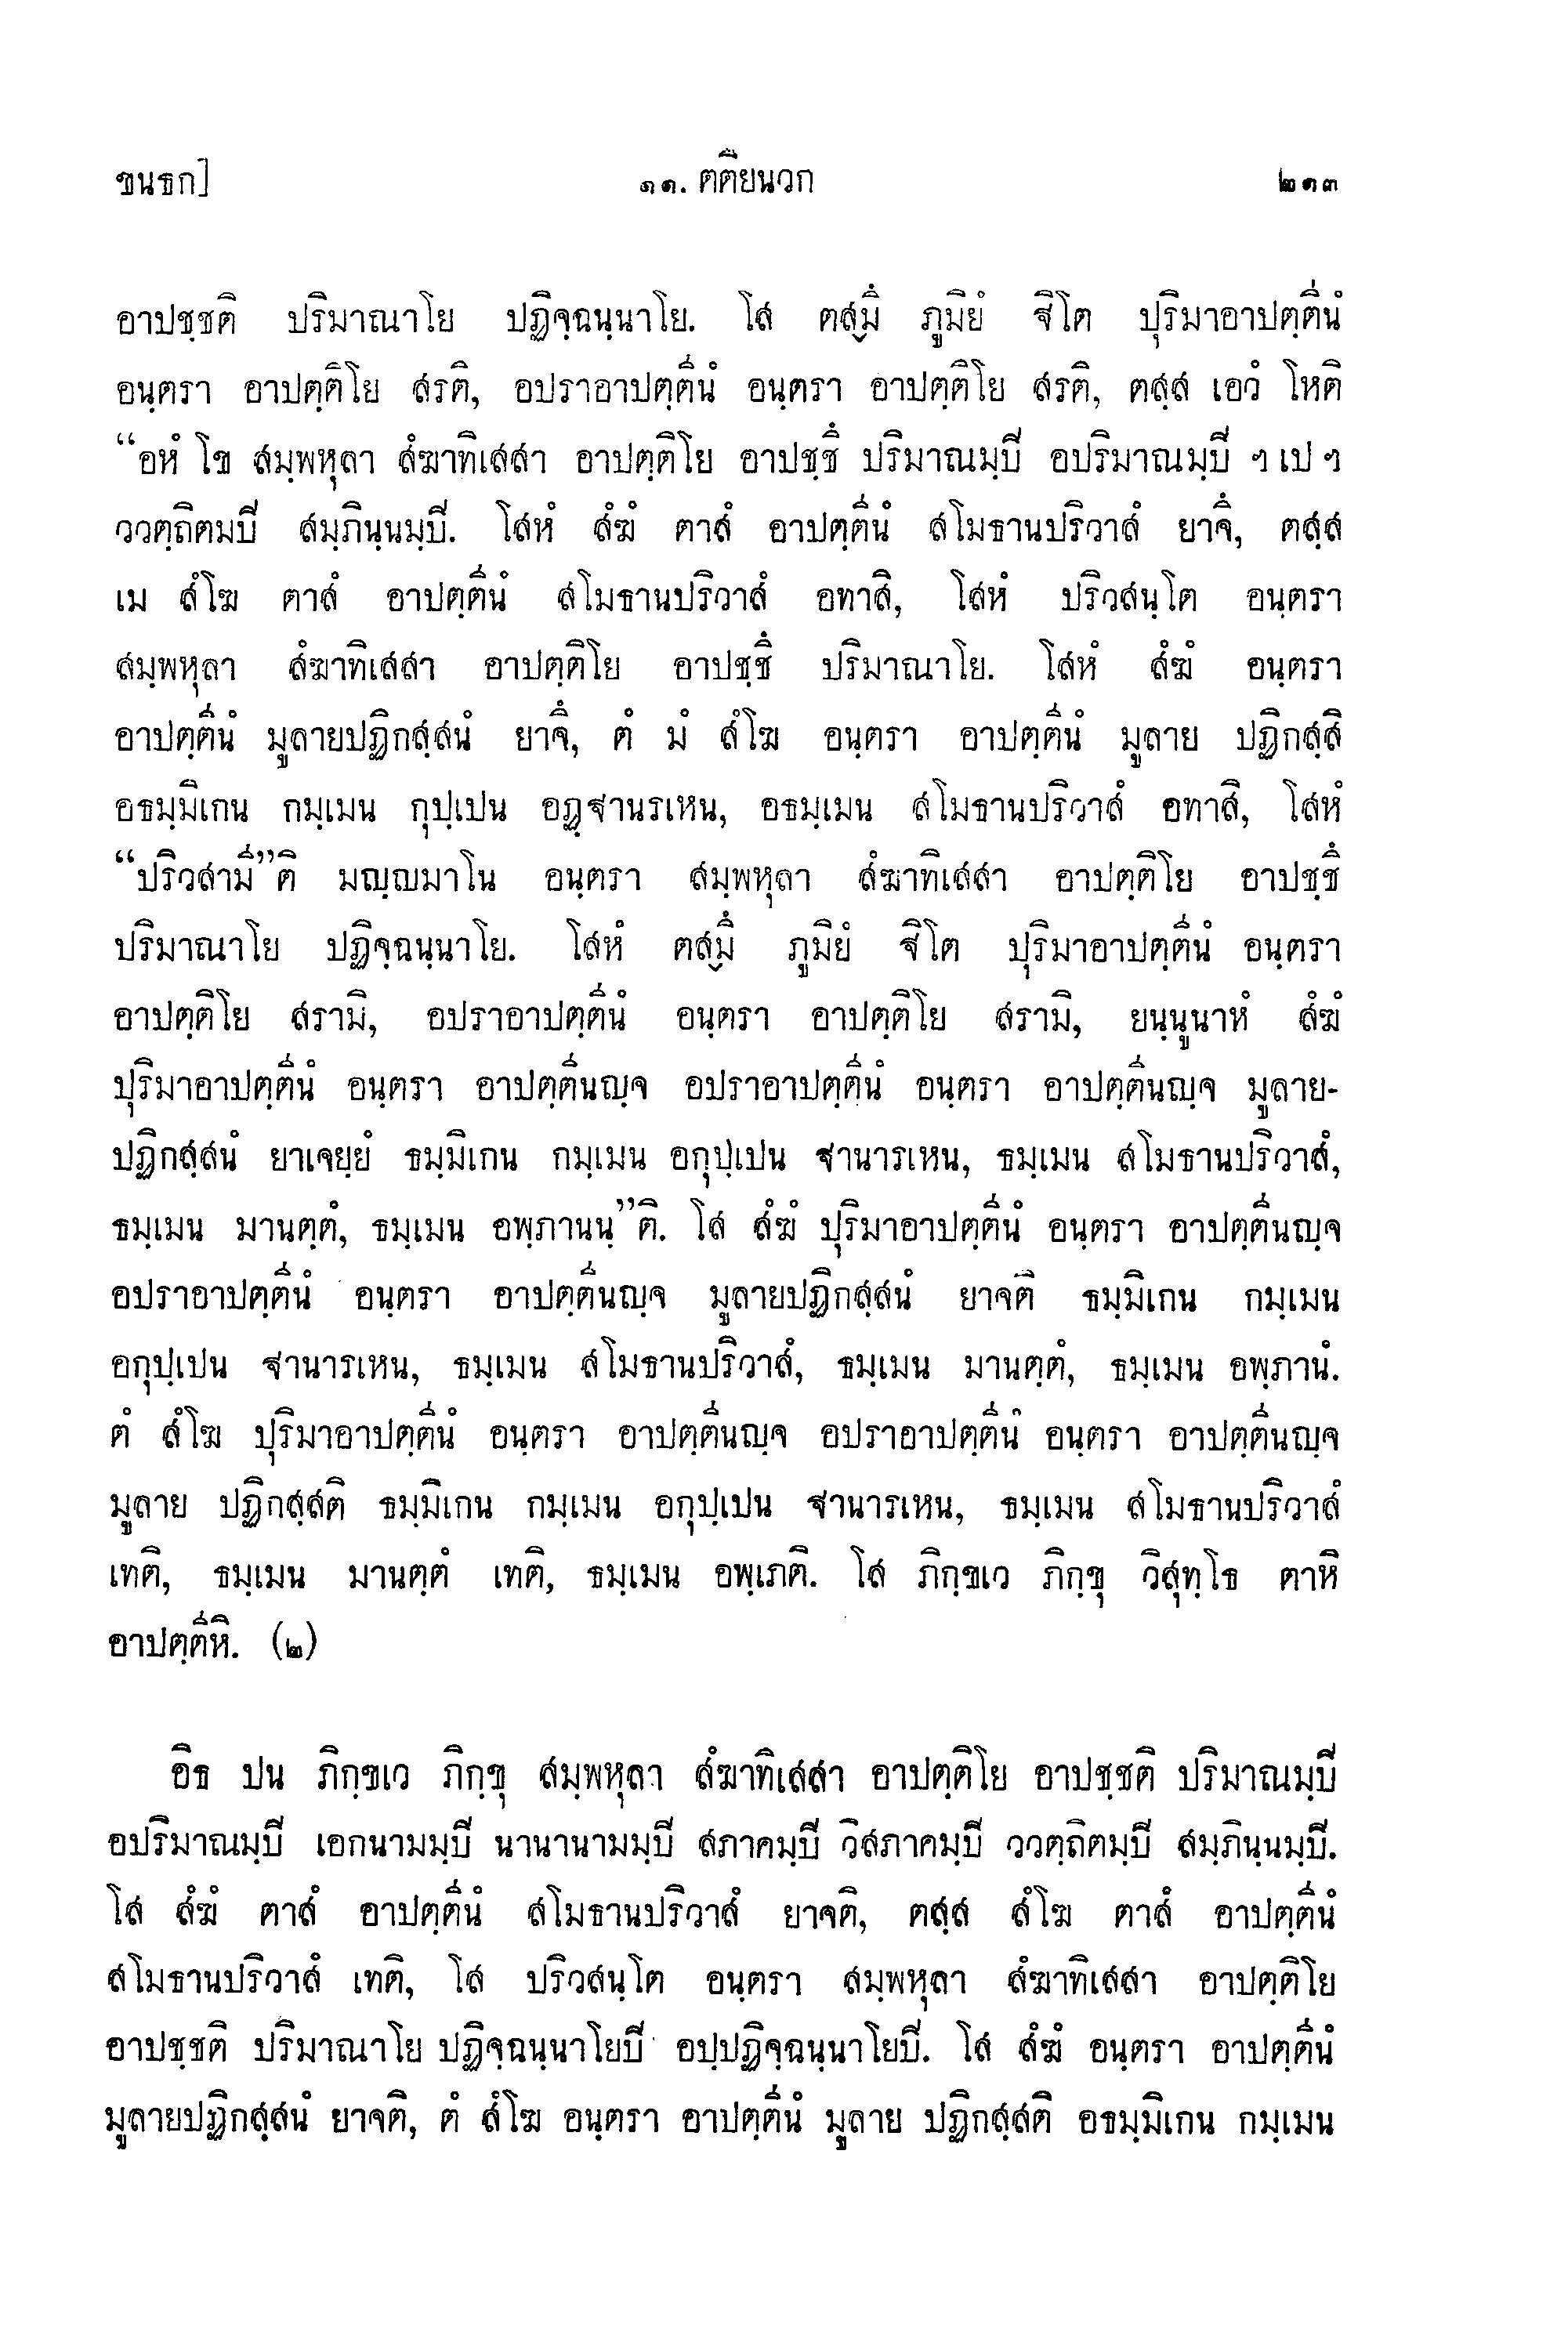 ขนฺธก] ๑๑. ตติยนวก ๒๑๓
อาปชฺชติ ปริมาณาโย ปฏิจฺฉนฺนาโย. โส ตสฺมึ ภูมิยํ ฐิโต ปุริมาอาปตฺตีนํ
อนฺตรา อาปตฺติโย สรติ, อปราอาปตฺตีนํ อนฺตรา อาปตฺติโย สรติ, ตสฺส เอวํ โหติ
“อหํ โข สมฺพหุลา สํฆาทิเสสา อาปตฺติโย อาปชฺชึ ปริมาณมฺปิ อปริมาณมฺปิ ฯ เป ฯ
ววตฺถิตมปิ สมฺภินฺนมฺปิ. โสหํ สํฆํ ตาสํ อาปตฺตีนํ สโมธานปริวาสํ ยาจึ, ตสฺส
เม สํโฆ ตาสํ อาปตฺตีนํ สโมธานปริวาสํ อทาสิ, โสหํ ปริวสนฺโต อนฺตรา
สมฺพหุลา สํฆาทิเสสา อาปตฺติโย อาปชฺชึ ปริมาณาโย. โสหํ สํฆํ อนฺตรา
อาปตฺตีนํ มูลายปฏิกสฺสนํ ยาจึ, ตํ มํ สํโฆ อนฺตรา อาปตฺตีนํ มูลาย ปฏิกสฺสิ
อธมฺมิเกน กมฺเมน กุปฺเปน อฏฺฐานรเหน, อธมฺเมน สโมธานปริวาสํ อทาสิ, โสหํ
“ปริวสามี”ติ มญฺญมาโน อนฺตรา สมฺพหุลา สํฆาทิเสสา อาปตฺติโย อาปชฺชึ
ปริมาณาโย ปฏิจฺฉนฺนาโย. โสหํ ตสฺมึ ภูมิยํ ฐิโต ปุริมาอาปตฺตีนํ อนฺตรา
อาปตฺติโย สรามิ, อปราอาปตฺตีนํ อนฺตรา อาปตฺติโย สรามิ, ยนฺนูนาหํ สํฆํ
ปุริมาอาปตฺตีนํ อนฺตรา อาปตฺตีนญฺจ อปราอาปตฺตีนํ อนฺตรา อาปตฺตีนญฺจ มูลาย-
ปฏิกสฺสนํ ยาเจยฺยํ ธมฺมิเกน กมฺเมน อกุปฺเปน ฐานารเหน, ธมฺเมน สโมธานปริวาสํ,
ธมฺเมน มานตฺตํ, ธมฺเมน อพฺภานนฺ”ติ. โส สํฆํ ปุริมาอาปตฺตีนํ อนฺตรา อาปตฺตีนญฺจ
อปราอาปตฺตีนํ อนฺตรา อาปตฺตีนญฺจ มูลายปฏิกสฺสนํ ยาจติ ธมฺมิเกน กมฺเมน
อกุปฺเปน ฐานารเหน, ธมฺเมน สโมธานปริวาสํ, ธมฺเมน มานตฺตํ, ธมฺเมน อพฺภานํ.
ตํ สํโฆ ปุริมาอาปตฺตีนํ อนฺตรา อาปตฺตีนญฺจ อปราอาปตฺตีนํ อนฺตรา อาปตฺตีนญฺจ
มูลาย ปฏิกสฺสติ ธมฺมิเกน กมฺเมน อกุปฺเปน ฐานารเหน, ธมฺเมน สโมธานปริวาสํ
เทติ, ธมฺเมน มานตฺตํ เทติ, ธมฺเมน อพฺเภติ. โส ภิกฺขเว ภิกฺขุ วิสุทฺโธ ตาหิ
อาปตฺตีหิ. (๒)
อิธ ปน ภิกฺขเว ภิกฺขุ สมฺพหุลา สํฆาทิเสสา อาปตฺติโย อาปชฺชติ ปริมาณมฺปิ
อปริมาณมฺปิ เอกนามมฺปิ นานานามมฺปิ สภาคมฺปิ วิสภาคมฺปิ ววตฺถิตมฺปิ สมฺภินฺนมฺปิ.
โส สํฆํ ตาสํ อาปตฺตีนํ สโมธานปริวาสํ ยาจติ, ตสฺส สํโฆ ตาสํ อาปตฺตีนํ
สโมธานปริวาสํ เทติ, โส ปริวสนฺโต อนฺตรา สมฺพหุลา สํฆาทิเสสา อาปตฺติโย
อาปชฺชติ ปริมาณาโย ปฏิจฺฉนฺนาโยปิ อปฺปฏิจฺฉนฺนาโยปิ. โส สํฆํ อนฺตรา อาปตฺตีนํ
มูลายปฏิกสฺสนํ ยาจติ, ตํ สํโฆ อนฺตรา อาปตฺตีนํ มูลาย ปฏิกสฺสติ อธมฺมิเกน กมฺเมน